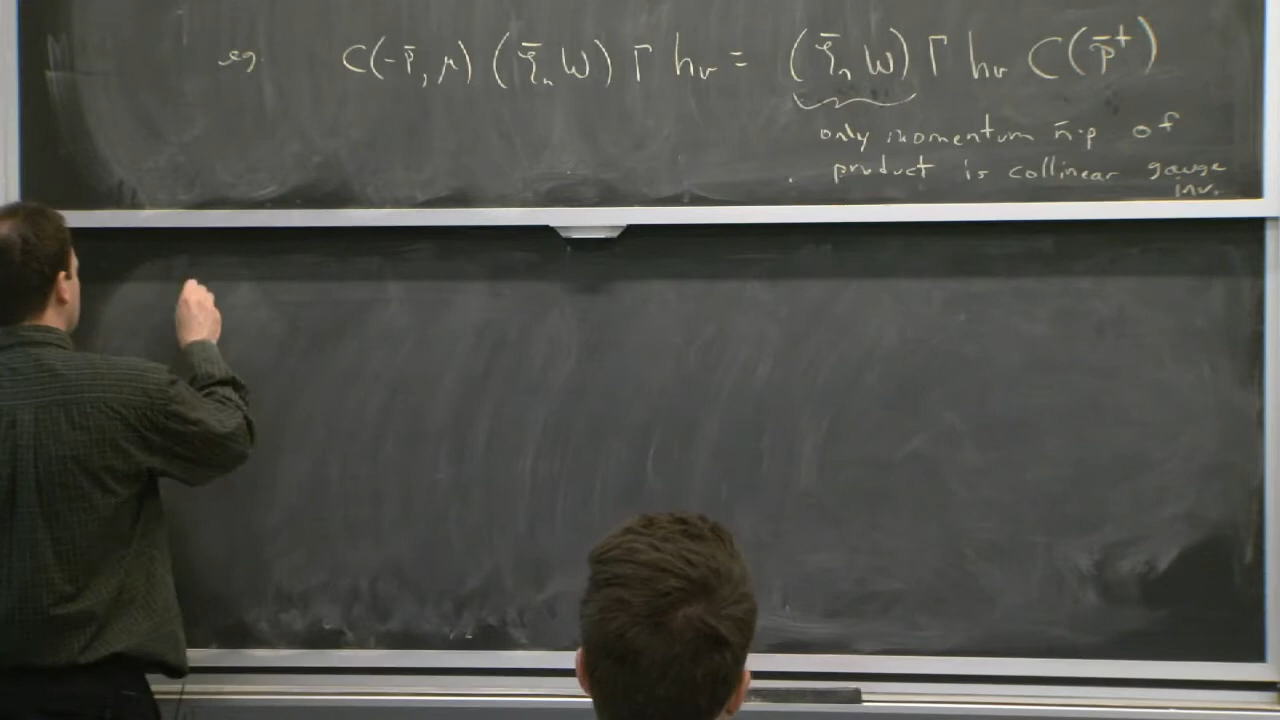 eg. C(-p̄, μ) (ξ̄ₙ W) Γ hᵥ = (ξ̄ₙ W) Γ hᵥ C(p̄⁺)
only momentum n̄·p of
product is collinear gauge
inv.